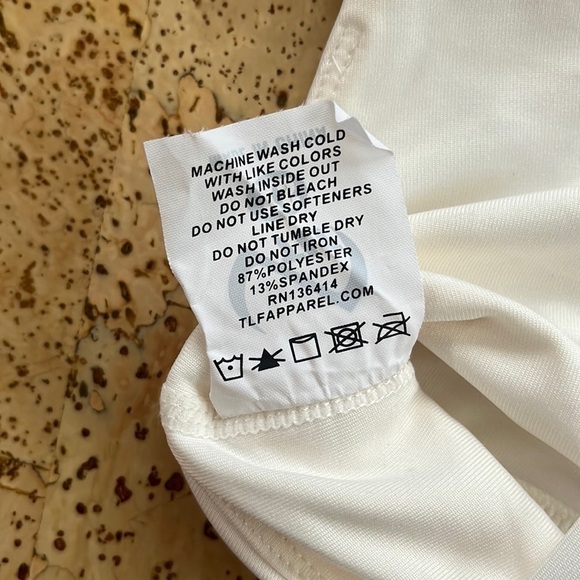 MACHINE WASH COLD
WITH LIKE COLORS
WASH INSIDE OUT
DO NOT BLEACH
DO NOT USE SOFTENERS
LINE DRY
DO NOT TUMBLE DRY
DO NOT IRON
87%POLYESTER
13%SPANDEX
RN136414
TLFAPPAREL.COM